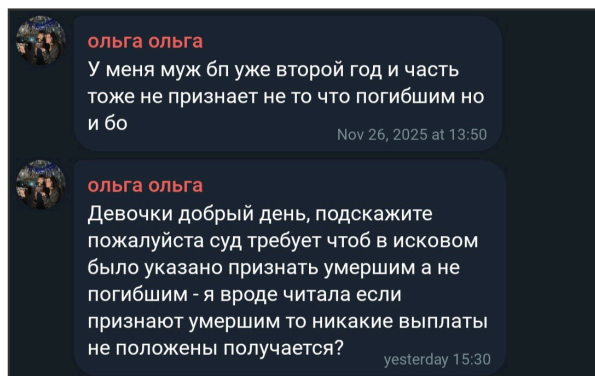 ольга ольга
У меня муж бп уже второй год и часть
тоже не признает не то что погибшим но
и бо
Nov 26, 2025 at 13:50
ольга ольга
Девочки добрый день, подскажите
пожалуйста суд требует чтоб в исковом
было указано признать умершим а не
погибшим - я вроде читала если
признают умершим то никакие выплаты
не положены получается?
yesterday 15:30